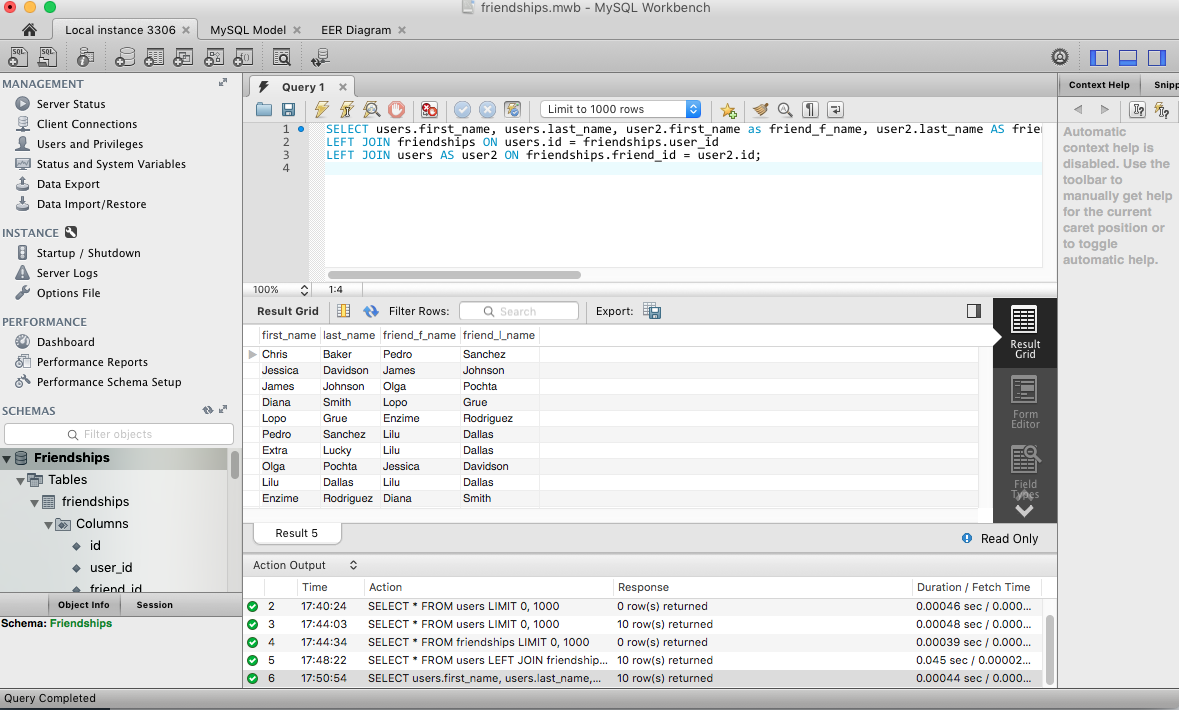 friendships.mwb - MySQL Workbench
Local instance 3306 MySQL Model EER Diagram
MANAGEMENT
Server Status
Client Connections
Users and Privileges
Status and System Variables
Data Export
Data Import/Restore
INSTANCE
Startup / Shutdown
Server Logs
Options File
PERFORMANCE
Dashboard
Performance Reports
Performance Schema Setup
SCHEMAS
Filter objects
Friendships
Tables
friendships
Columns
id
user_id
friend_id
Object Info Session
Schema: Friendships
Query 1
Limit to 1000 rows
1 SELECT users.first_name, users.last_name, user2.first_name as friend_f_name, user2.last_name AS frie
2 LEFT JOIN friendships ON users.id = friendships.user_id
3 LEFT JOIN users AS user2 ON friendships.friend_id = user2.id;
4
100% 1:4
Result Grid Filter Rows: Search Export:
first_name last_name friend_f_name friend_l_name
Chris Baker Pedro Sanchez
Jessica Davidson James Johnson
James Johnson Olga Pochta
Diana Smith Lopo Grue
Lopo Grue Enzime Rodriguez
Pedro Sanchez Lilu Dallas
Extra Lucky Lilu Dallas
Olga Pochta Jessica Davidson
Lilu Dallas Lilu Dallas
Enzime Rodriguez Diana Smith
Result
Grid
Form
Editor
Field
Types
Result 5
Read Only
Action Output
Time Action Response Duration / Fetch Time
2 17:40:24 SELECT * FROM users LIMIT 0, 1000 0 row(s) returned 0.00046 sec / 0.000...
3 17:44:03 SELECT * FROM users LIMIT 0, 1000 10 row(s) returned 0.00048 sec / 0.000...
4 17:44:34 SELECT * FROM friendships LIMIT 0, 1000 0 row(s) returned 0.00039 sec / 0.000...
5 17:48:22 SELECT * FROM users LEFT JOIN friendship... 10 row(s) returned 0.045 sec / 0.00002...
6 17:50:54 SELECT users.first_name, users.last_name,... 10 row(s) returned 0.00044 sec / 0.000...
Context Help Snipp
Automatic
context help is
disabled. Use the
toolbar to
manually get help
for the current
caret position or
to toggle
automatic help.
Query Completed